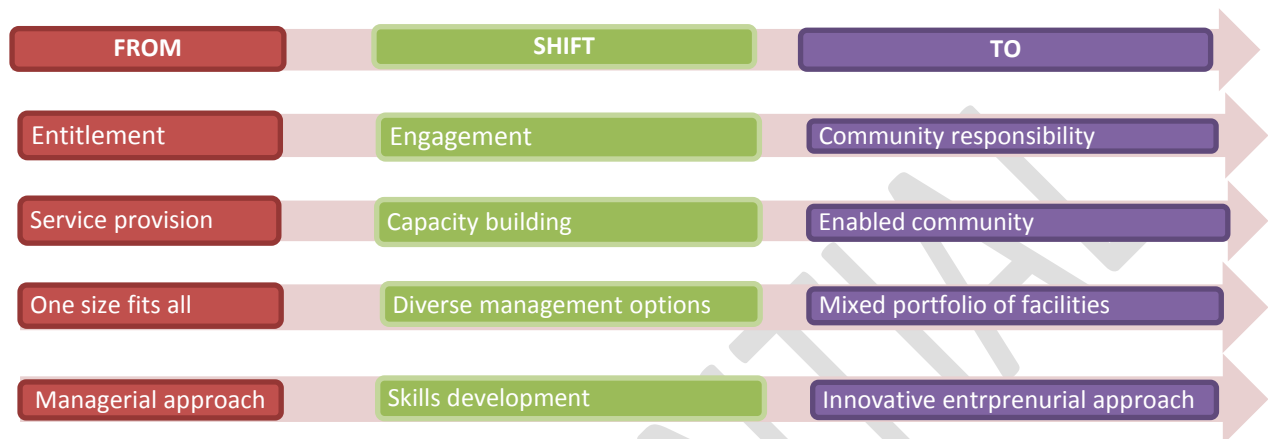 FROM SHIFT TO
Entitlement Engagement Community responsibility
Service provision Capacity building Enabled community
One size fits all Diverse management options Mixed portfolio of facilities
Managerial approach Skills development Innovative entrprenurial approach